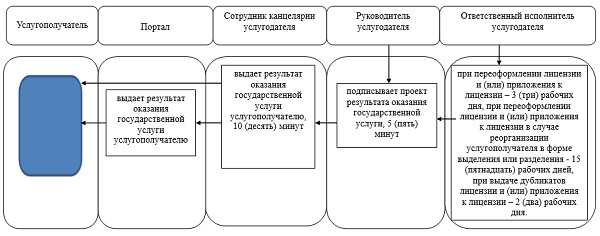 Услугополучатель
Портал
Сотрудник канцелярии
услугодателя
Руководитель
услугодателя
Ответственный исполнитель
услугодателя
выдает результат
оказания
государственной
услуги
услугополучателю
выдает результат
оказания
государственной
услуги
услугополучателю,
10 (десять) минут
подписывает проект
результата оказания
государственной
услуги, 5 (пять)
минут
при переоформлении лицензии
и (или) приложения к
лицензии – 3 (три) рабочих
дня, при переоформлении
лицензии и (или) приложения
к лицензии в случае
реорганизации
услугополучателя в форме
выделения или разделения - 15
(пятнадцать) рабочих дней,
при выдаче дубликатов
лицензии и (или) приложения
к лицензии – 2 (два) рабочих
дня.